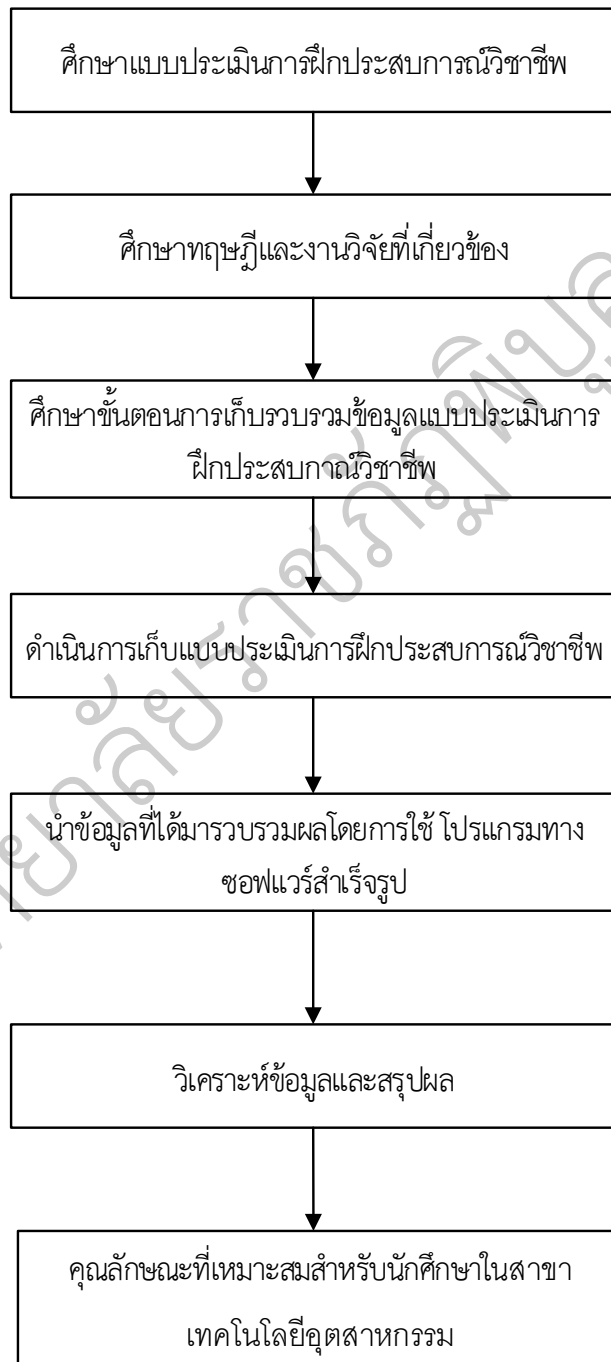 ศึกษาแบบประเมินการฝึกประสบการณ์วิชาชีพ
ศึกษาทฤษฎีและงานวิจัยที่เกี่ยวข้อง
ศึกษาขั้นตอนการเก็บรวบรวมข้อมูลแบบประเมินการ
ฝึกประสบกาณ์วิชาชีพ
ดำเนินการเก็บแบบประเมินการฝึกประสบการณ์วิชาชีพ
นำข้อมูลที่ได้มารวบรวมผลโดยการใช้ โปรแกรมทาง
ซอฟแวร์สำเร็จรูป
วิเคราะห์ข้อมูลและสรุปผล
คุณลักษณะที่เหมาะสมสำหรับนักศึกษาในสาขา
เทคโนโลยีอุตสาหกรรม